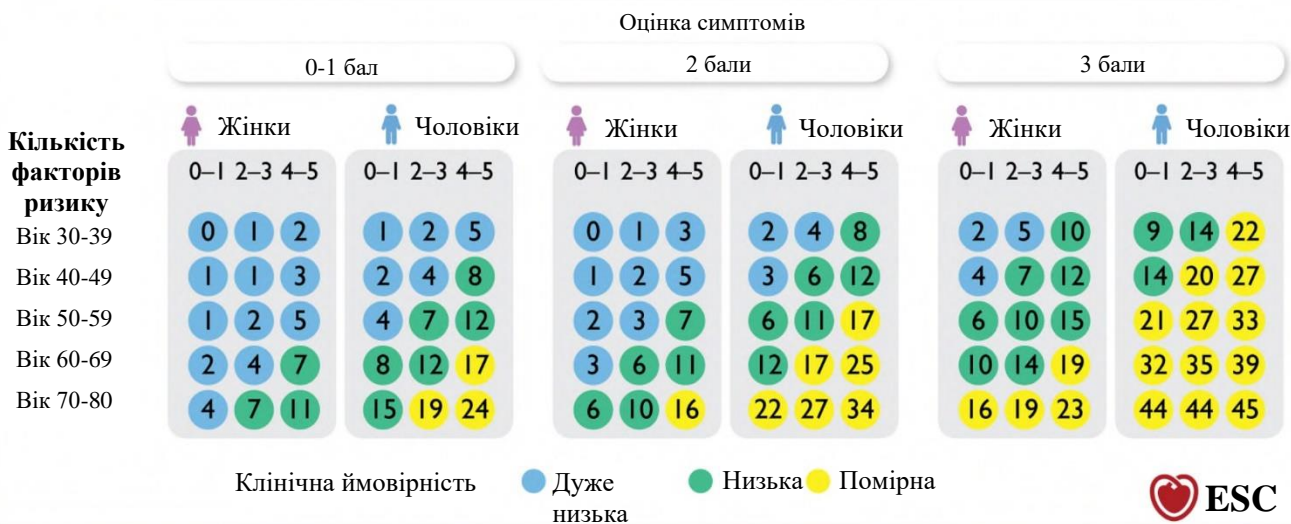 Оцінка симптомів
0-1 бал 2 бали 3 бали
Жінки Чоловіки Жінки Чоловіки Жінки Чоловіки
Кількість
факторів
ризику
0–1 2–3 4–5 0–1 2–3 4–5 0–1 2–3 4–5 0–1 2–3 4–5 0–1 2–3 4–5 0–1 2–3 4–5
Вік 30-39 0 1 2 1 2 5 0 1 3 2 4 8 2 5 10 9 14 22
Вік 40-49 1 1 3 2 4 8 1 2 5 3 6 12 4 7 12 14 20 27
Вік 50-59 1 2 5 4 7 12 2 3 7 6 11 17 6 10 15 21 27 33
Вік 60-69 2 4 7 8 12 17 3 6 11 12 17 25 10 14 19 32 35 39
Вік 70-80 4 7 11 15 19 24 6 10 16 22 27 34 16 19 23 44 44 45
Клінічна ймовірність Дуже Низька Помірна
низька
ESC